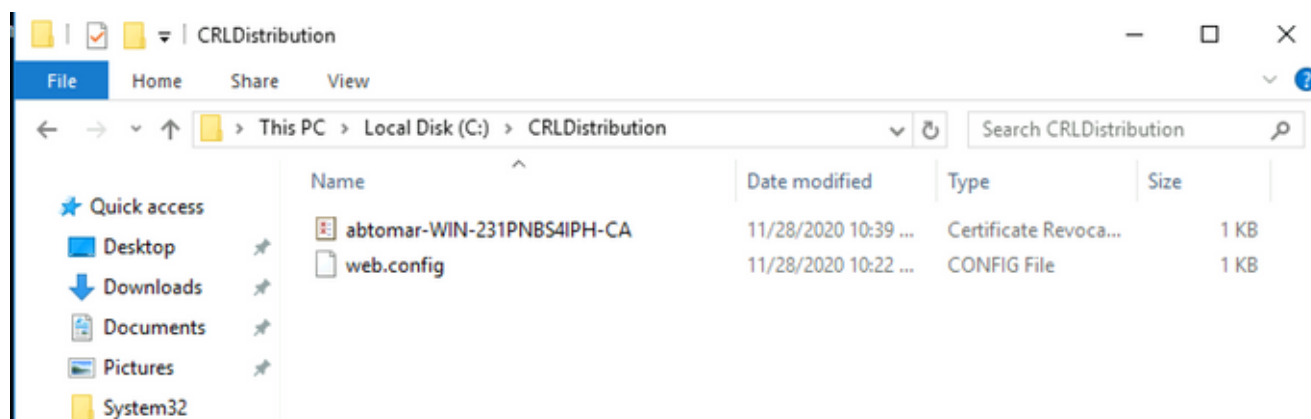 CRLDistribution
File Home Share View
This PC > Local Disk (C:) > CRLDistribution Search CRLDistribution
Name Date modified Type Size
Quick access
abtomar-WIN-231PNBS4IPH-CA 11/28/2020 10:39 ... Certificate Revoca... 1 KB
Desktop
web.config 11/28/2020 10:22 ... CONFIG File 1 KB
Downloads
Documents
Pictures
System32